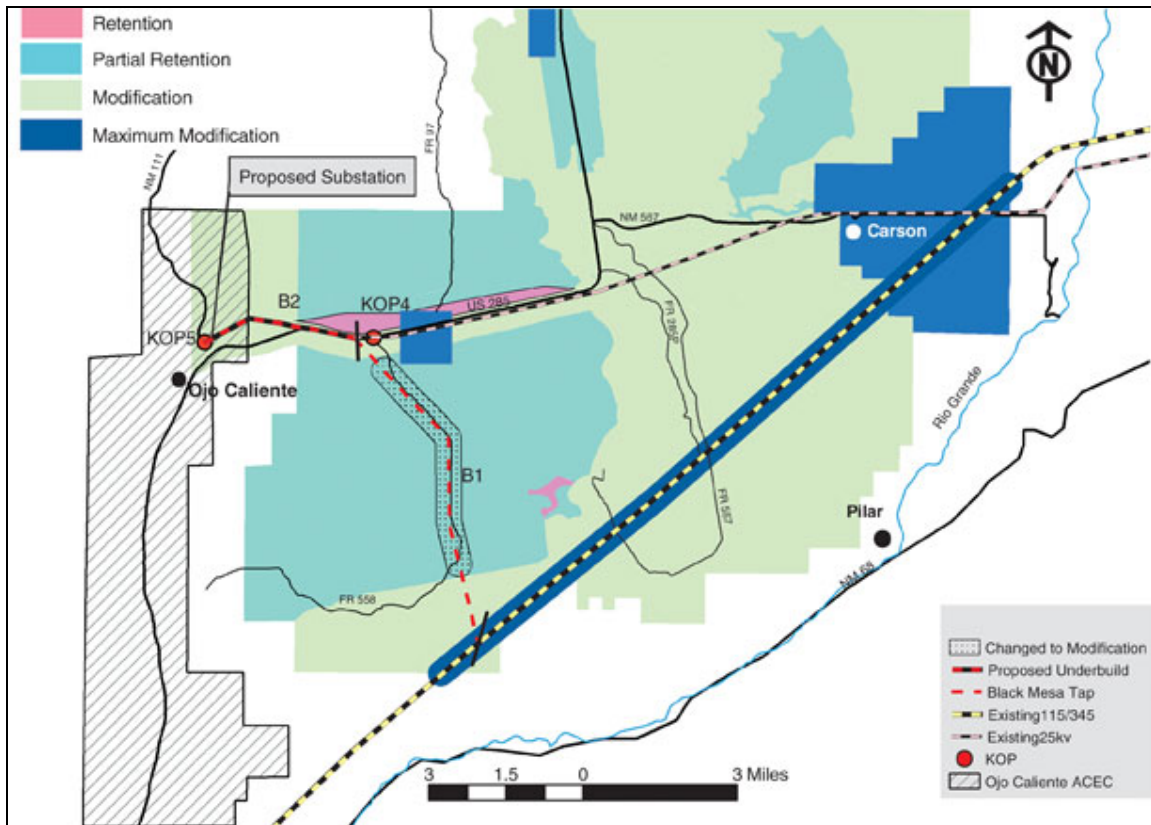 Retention
Partial Retention
Modification
Maximum Modification
N
NM 111
FR 97
Proposed Substation
NM 567
Carson
B2
KOP4
US 285
KOP5
FR 285F
Ojo Caliente
Rio Grande
B1
FR 557
Pilar
NM 68
FR 558
Changed to Modification
Proposed Underbuild
Black Mesa Tap
Existing115/345
Existing25kv
KOP
Ojo Caliente ACEC
3 1.5 0 3 Miles